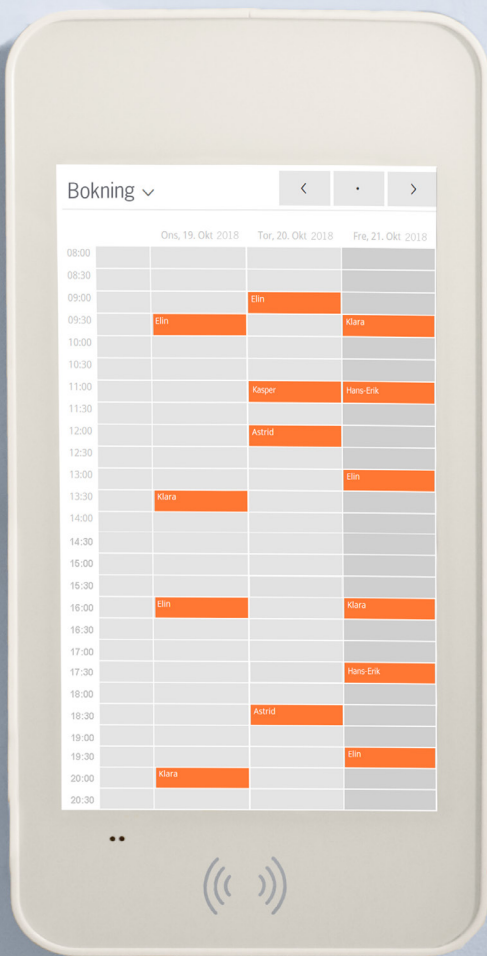 Bokning
Ons, 19. Okt 2018 Tor, 20. Okt 2018 Fre, 21. Okt 2018
08:00
08:30
09:00 Elin
09:30 Elin Klara
10:00
10:30
11:00 Kasper Hans-Erik
11:30
12:00 Astrid
12:30
13:00 Elin
13:30 Klara
14:00
14:30
15:00
15:30
16:00 Elin Klara
16:30
17:00
17:30 Hans-Erik
18:00
18:30 Astrid
19:00
19:30 Elin
20:00 Klara
20:30